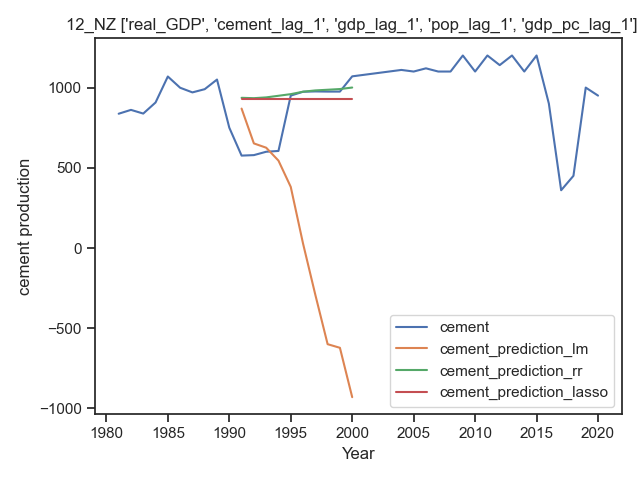 12_NZ ['real_GDP', 'cement_lag_1', 'gdp_lag_1', 'pop_lag_1', 'gdp_pc_lag_1']
cement production
1000
500
0
−500
−1000
1980 1985 1990 1995 2000 2005 2010 2015 2020
Year
cement
cement_prediction_lm
cement_prediction_rr
cement_prediction_lasso